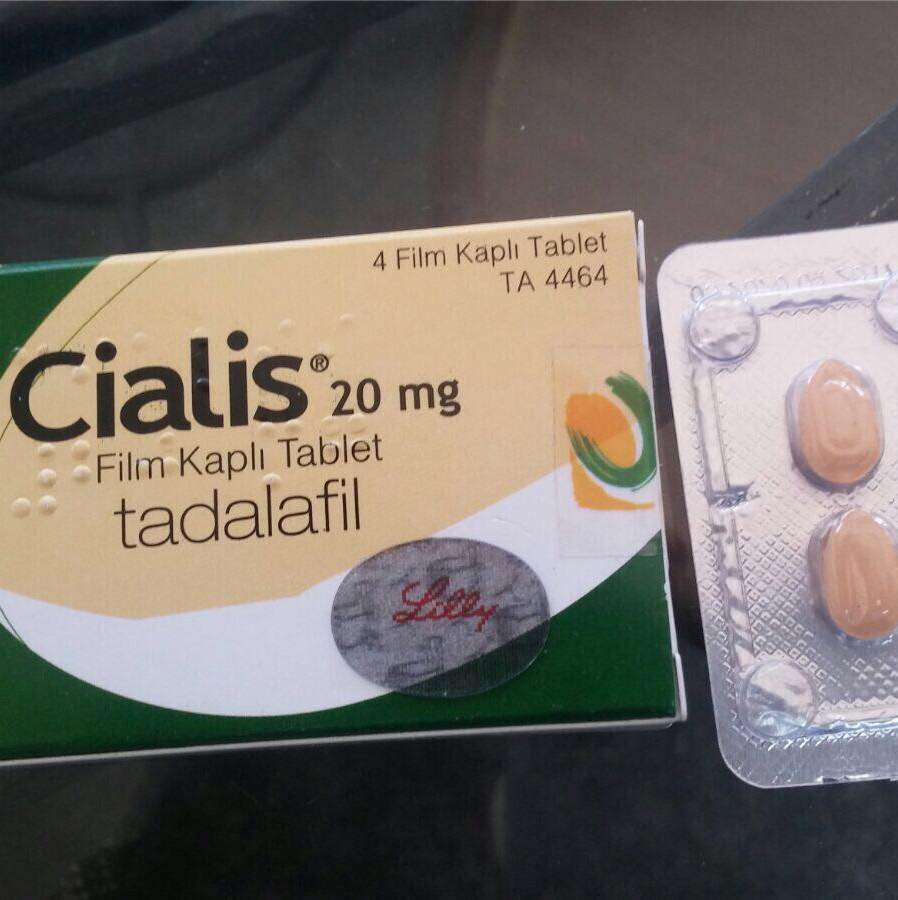 4 Film Kaplı Tablet
TA 4464
Cialis® 20 mg
Film Kaplı Tablet
tadalafil
Lilly